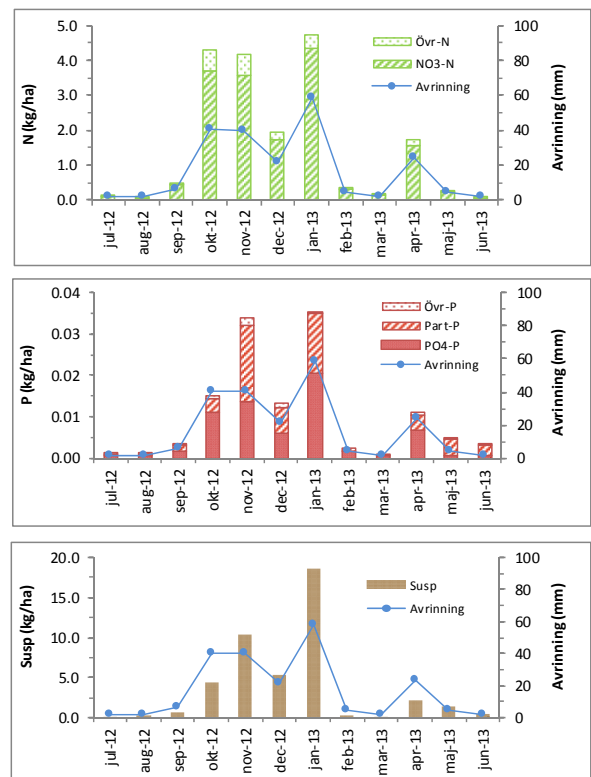 N (kg/ha)
5.0
4.0
3.0
2.0
1.0
0.0
Övr-N
NO3-N
Avrinning
100
80
60
40
20
0
Avrinning (mm)
jul-12
aug-12
sep-12
okt-12
nov-12
dec-12
jan-13
feb-13
mar-13
apr-13
maj-13
jun-13
P (kg/ha)
0.04
0.03
0.02
0.01
0.00
Övr-P
Part-P
PO4-P
Avrinning
100
80
60
40
20
0
Avrinning (mm)
jul-12
aug-12
sep-12
okt-12
nov-12
dec-12
jan-13
feb-13
mar-13
apr-13
maj-13
jun-13
Susp (kg/ha)
20.0
15.0
10.0
5.0
0.0
Susp
Avrinning
100
80
60
40
20
0
Avrinning (mm)
jul-12
aug-12
sep-12
okt-12
nov-12
dec-12
jan-13
feb-13
mar-13
apr-13
maj-13
jun-13